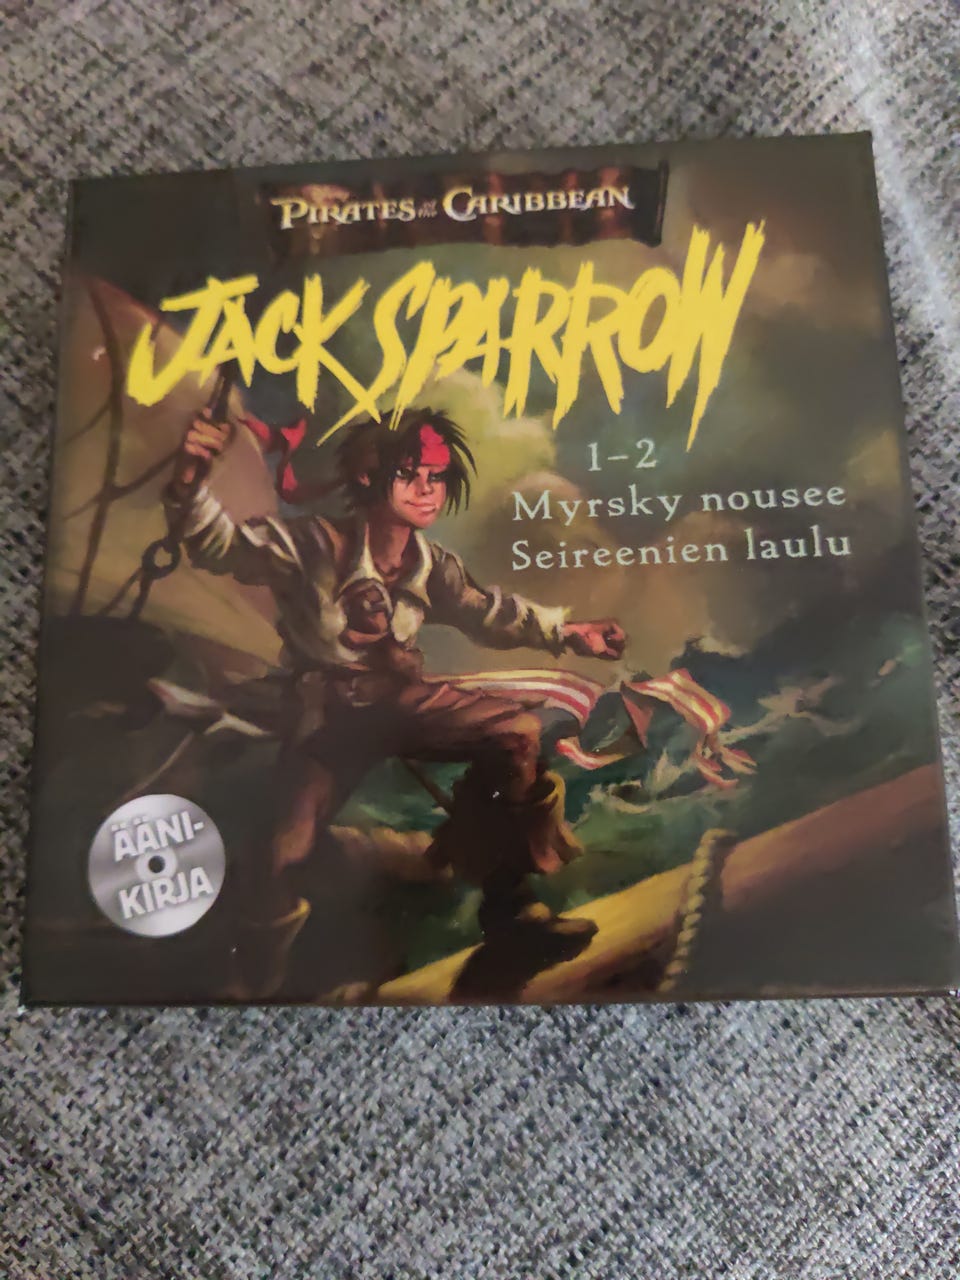 PIRATES of the CARIBBEAN
JACK SPARROW
1–2
Myrsky nousee
Seireenien laulu
ÄÄNI-
KIRJA